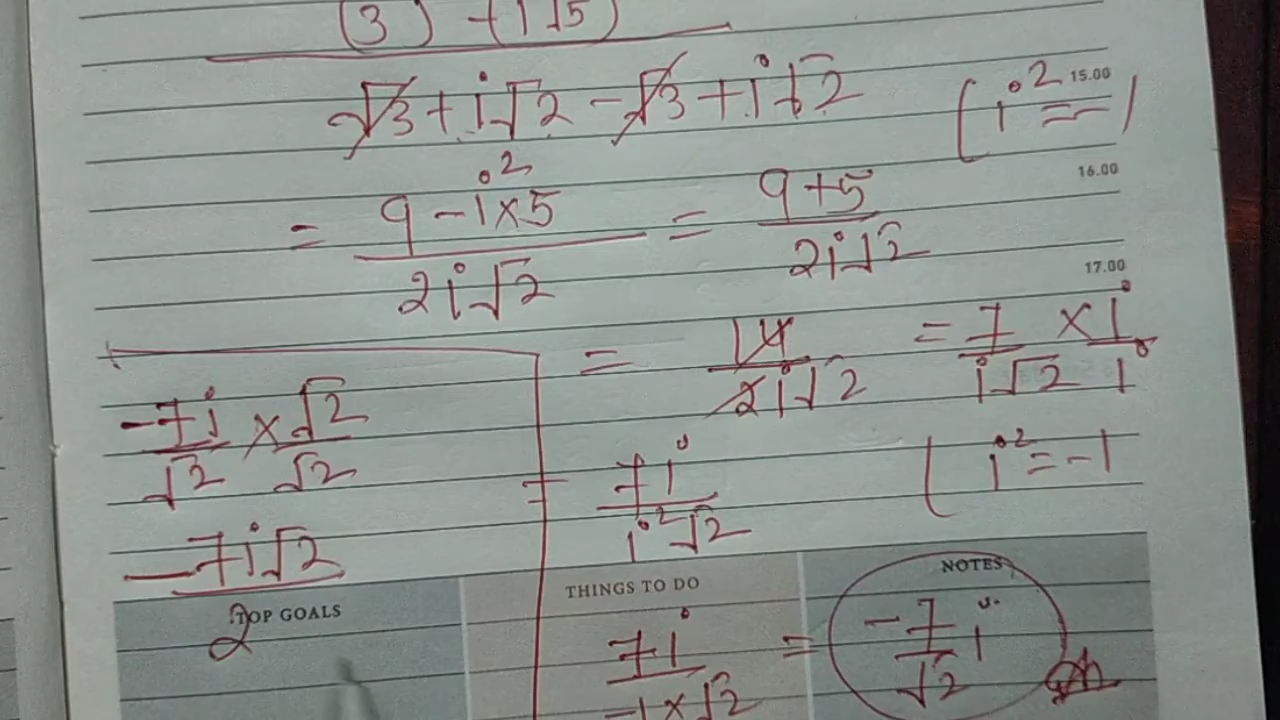 (3) - (i√5)
√3 + i√2 - √3 + i√2
( i² = -1
15.00
= 9 - i² × 5 / 2i√2 = 9 + 5 / 2i√2
16.00
17.00
= 14 / 2i√2 = 7 / i√2 × i / i
-7i / √2 × √2 / √2
= 7i / i²√2
( i² = -1
-7i√2 / 2
TOP GOALS
THINGS TO DO
NOTES
7i / -1 × √2 = -7 / √2 i